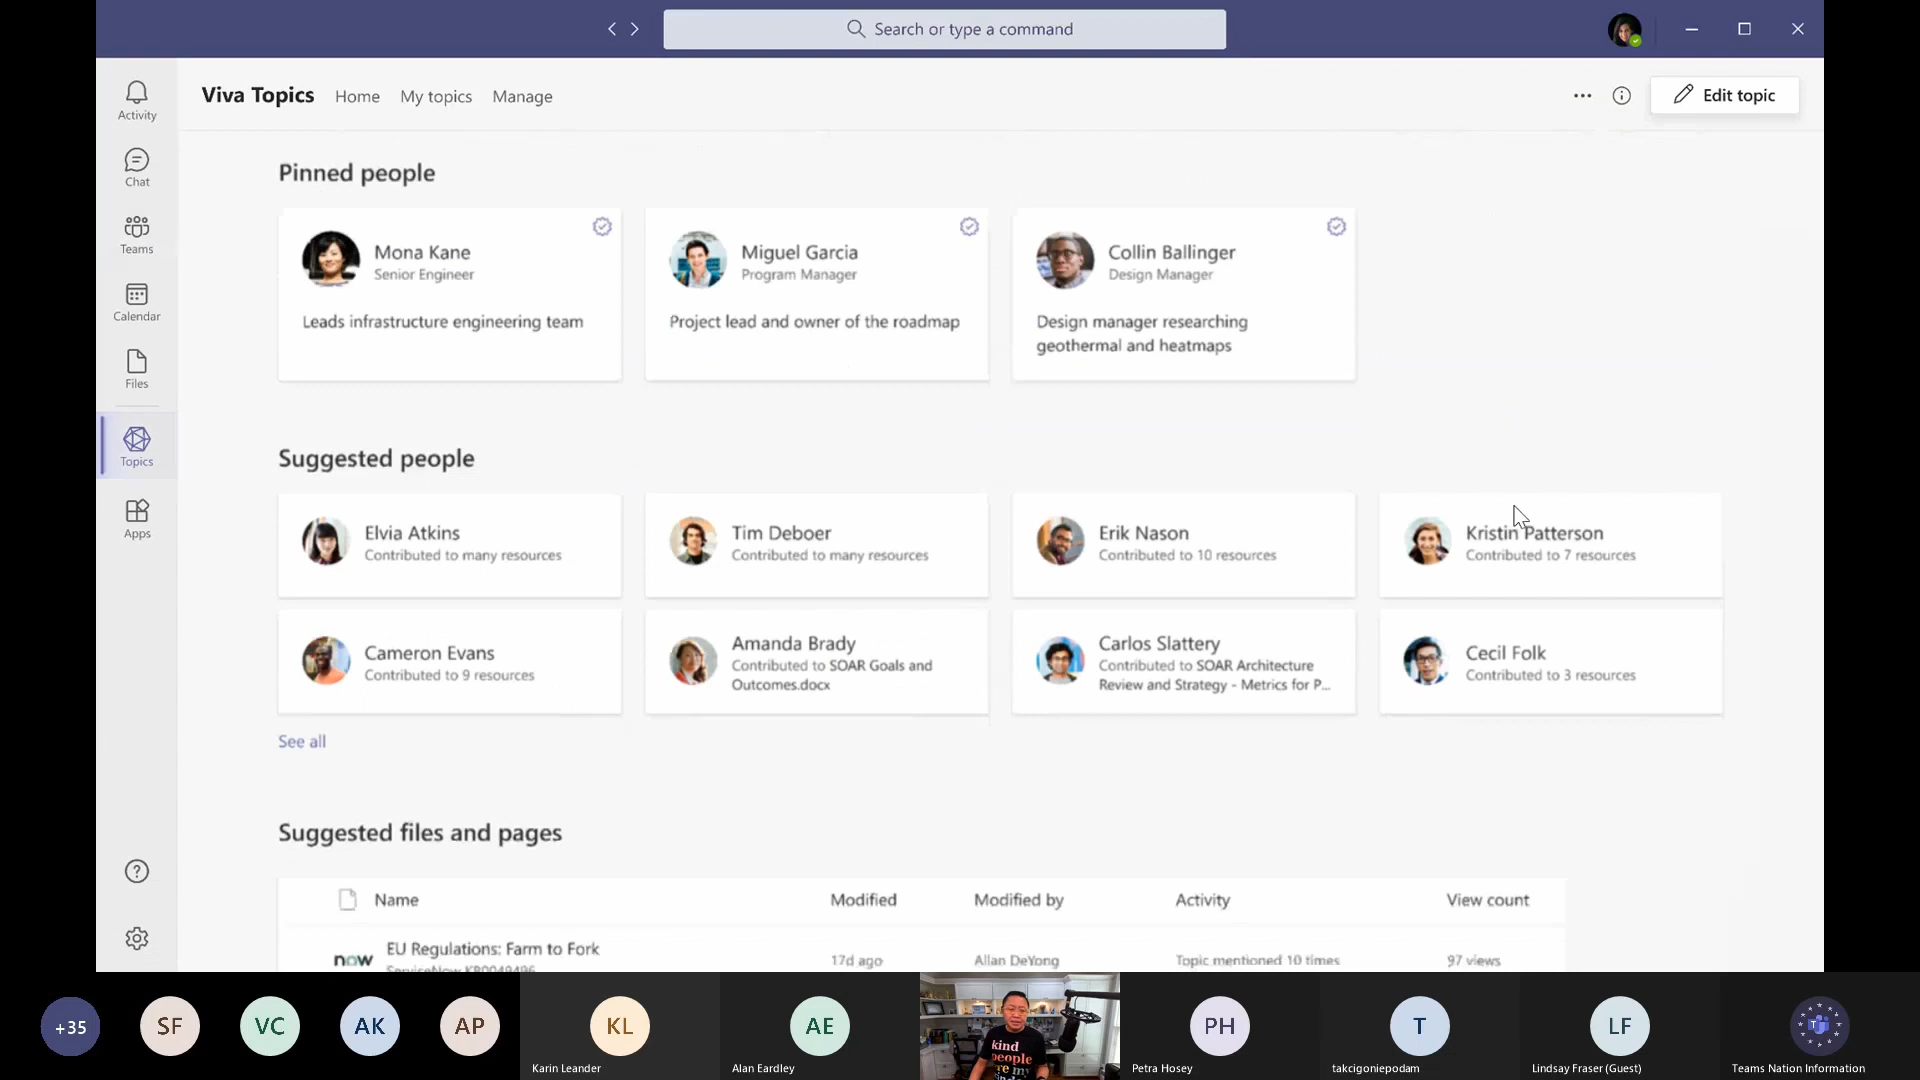 Search or type a command
Viva Topics Home My topics Manage
Edit topic
Activity
Chat
Teams
Calendar
Files
Topics
Apps
Pinned people
Mona Kane
Senior Engineer
Leads infrastructure engineering team
Miguel Garcia
Program Manager
Project lead and owner of the roadmap
Collin Ballinger
Design Manager
Design manager researching
geothermal and heatmaps
Suggested people
Elvia Atkins
Contributed to many resources
Tim Deboer
Contributed to many resources
Erik Nason
Contributed to 10 resources
Kristin Patterson
Contributed to 7 resources
Cameron Evans
Contributed to 9 resources
Amanda Brady
Contributed to SOAR Goals and
Outcomes.docx
Carlos Slattery
Contributed to SOAR Architecture
Review and Strategy - Metrics for P...
Cecil Folk
Contributed to 3 resources
See all
Suggested files and pages
Name Modified Modified by Activity View count
now
EU Regulations: Farm to Fork
ServiceNow KB0049496
17d ago Allan DeYong Topic mentioned 10 times 97 views
+35 SF VC AK AP KL AE PH T LF
kind
people
are my
Karin Leander Alan Eardley Petra Hosey takcigoniepodam Lindsay Fraser (Guest) Teams Nation Information